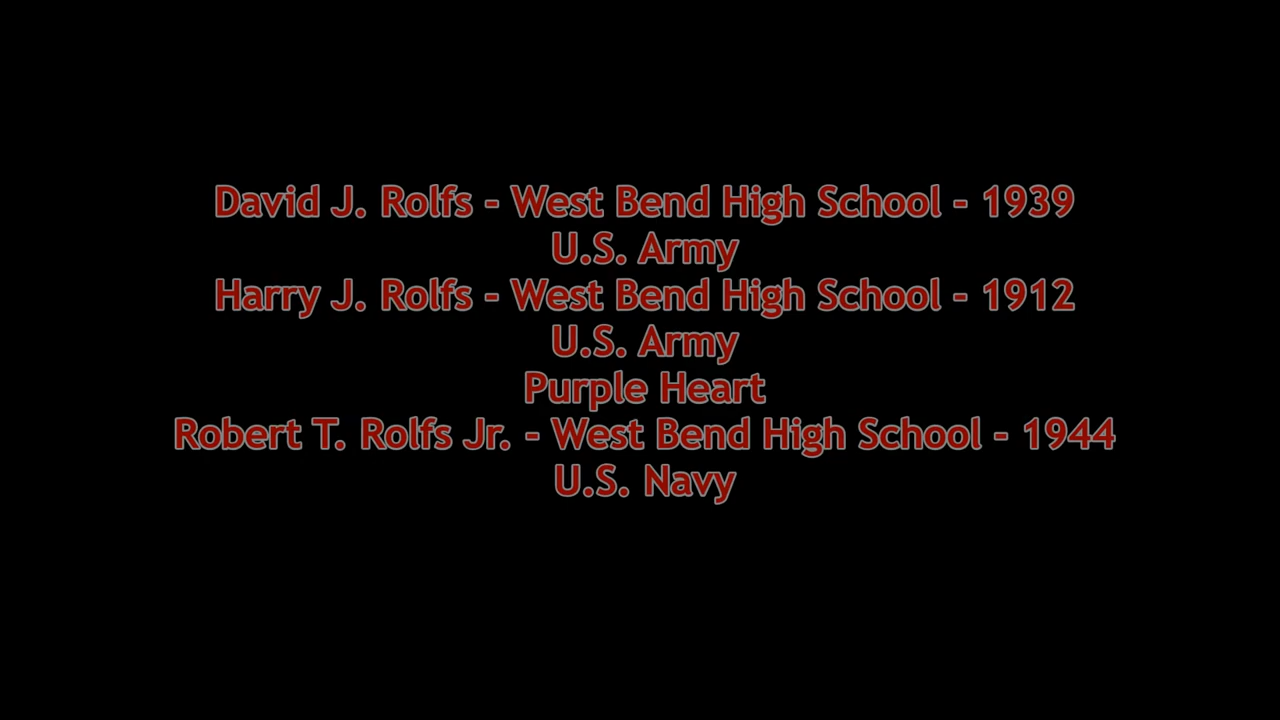 David J. Rolfs - West Bend High School - 1939
U.S. Army
Harry J. Rolfs - West Bend High School - 1912
U.S. Army
Purple Heart
Robert T. Rolfs Jr. - West Bend High School - 1944
U.S. Navy